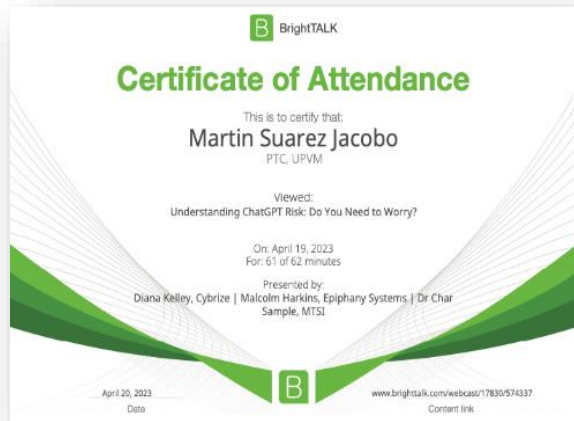 B BrightTALK
Certificate of Attendance
This is to certify that:
Martin Suarez Jacobo
PTC, UPVM
Viewed:
Understanding ChatGPT Risk: Do You Need to Worry?
On: April 19, 2023
For: 61 of 62 minutes
Presented by:
Diana Kelley, Cybrize | Malcolm Harkins, Epiphany Systems | Dr Char
Sample, MTSI
B
April 20, 2023
Date
www.brighttalk.com/webcast/17830/574337
Content link